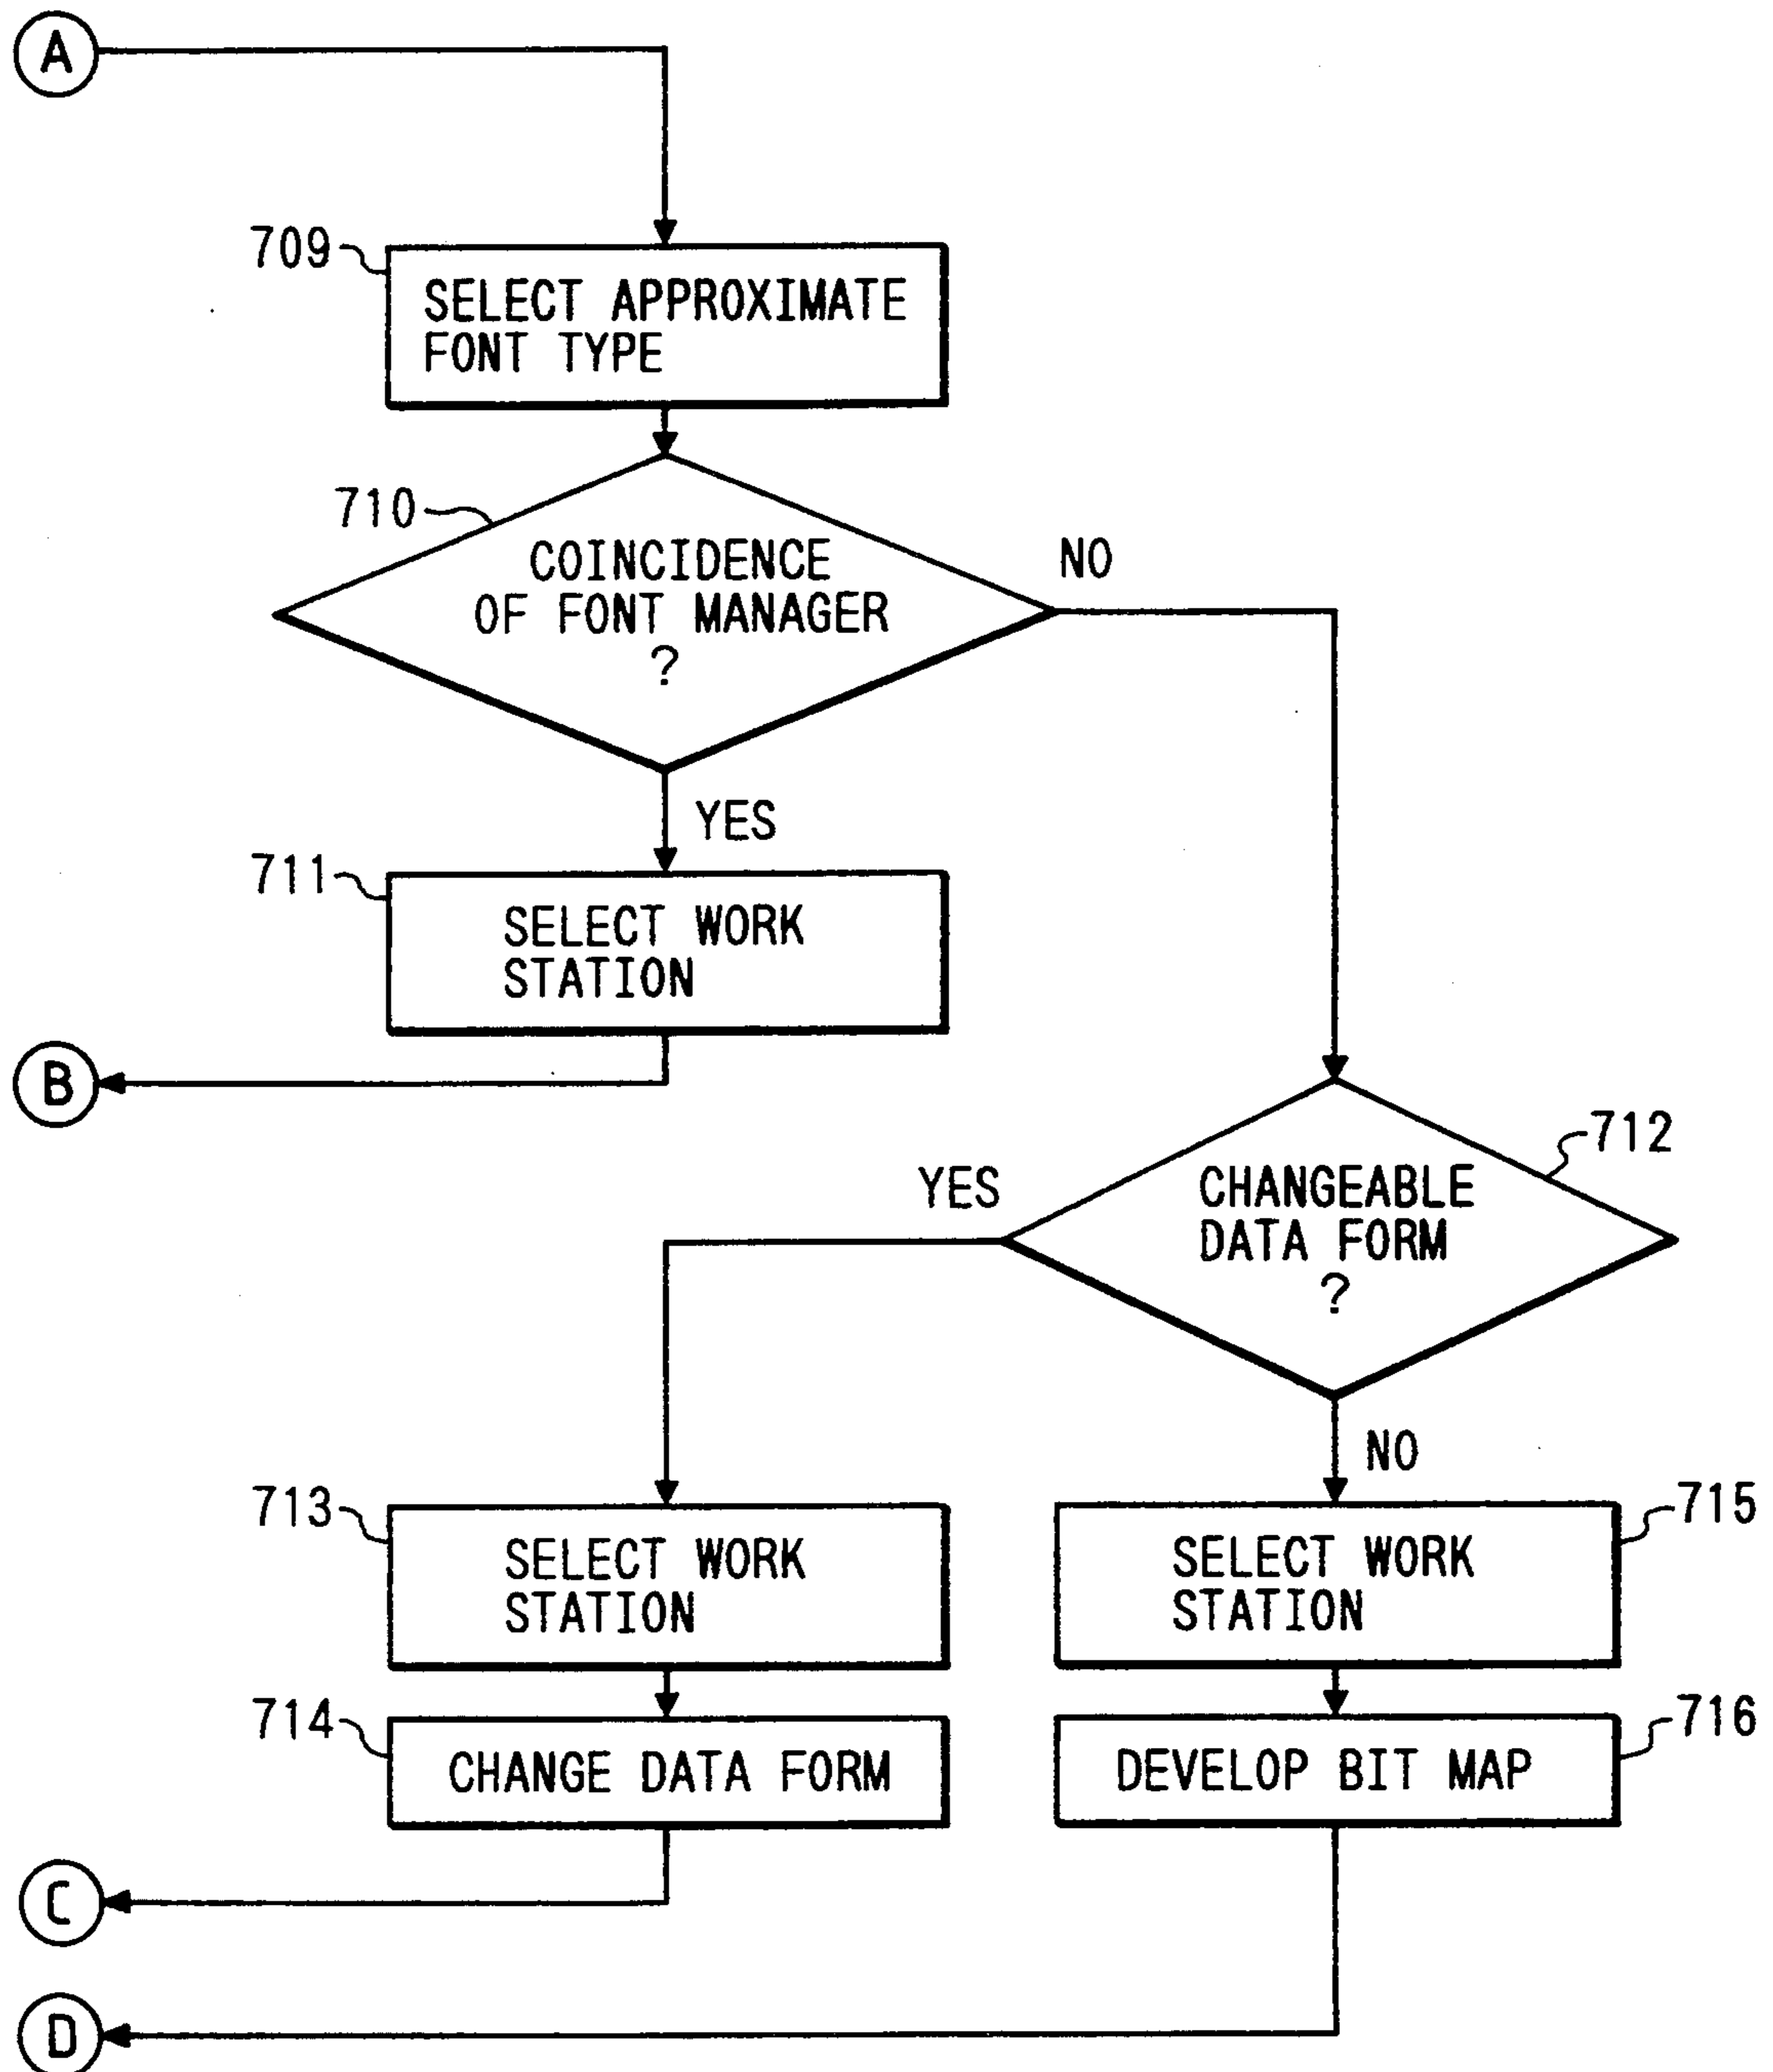 A
709
SELECT APPROXIMATE
FONT TYPE
710
COINCIDENCE
OF FONT MANAGER
?
NO
YES
711
SELECT WORK
STATION
B
712
YES
CHANGEABLE
DATA FORM
?
NO
713
SELECT WORK
STATION
715
SELECT WORK
STATION
714
CHANGE DATA FORM
716
DEVELOP BIT MAP
C
D